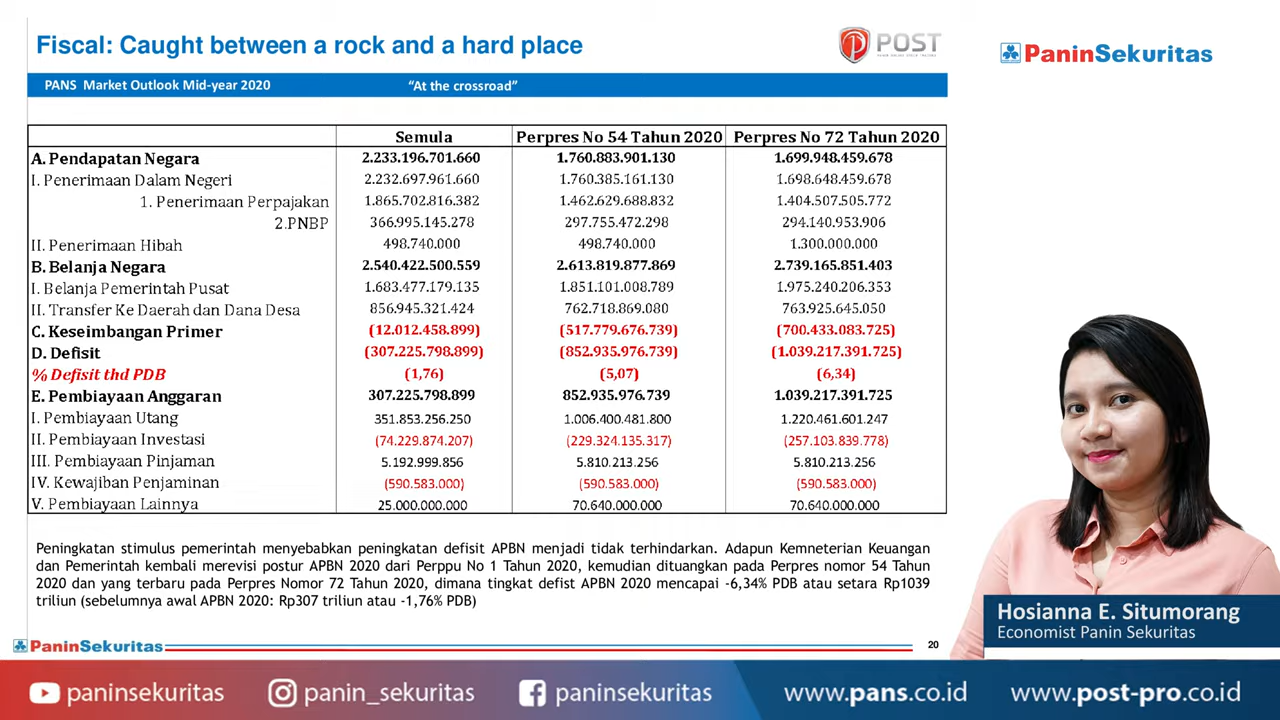 Fiscal: Caught between a rock and a hard place
POST
PaninSekuritas
PANS Market Outlook Mid-year 2020 “At the crossroad”
Semula Perpres No 54 Tahun 2020 Perpres No 72 Tahun 2020
A. Pendapatan Negara 2.233.196.701.660 1.760.883.901.130 1.699.948.459.678
I. Penerimaan Dalam Negeri 2.232.697.961.660 1.760.385.161.130 1.698.648.459.678
1. Penerimaan Perpajakan 1.865.702.816.382 1.462.629.688.832 1.404.507.505.772
2.PNBP 366.995.145.278 297.755.472.298 294.140.953.906
II. Penerimaan Hibah 498.740.000 498.740.000 1.300.000.000
B. Belanja Negara 2.540.422.500.559 2.613.819.877.869 2.739.165.851.403
I. Belanja Pemerintah Pusat 1.683.477.179.135 1.851.101.008.789 1.975.240.206.353
II. Transfer Ke Daerah dan Dana Desa 856.945.321.424 762.718.869.080 763.925.645.050
C. Keseimbangan Primer (12.012.458.899) (517.779.676.739) (700.433.083.725)
D. Defisit (307.225.798.899) (852.935.976.739) (1.039.217.391.725)
% Defisit thd PDB (1,76) (5,07) (6,34)
E. Pembiayaan Anggaran 307.225.798.899 852.935.976.739 1.039.217.391.725
I. Pembiayaan Utang 351.853.256.250 1.006.400.481.800 1.220.461.601.247
II. Pembiayaan Investasi (74.229.874.207) (229.324.135.317) (257.103.839.778)
III. Pembiayaan Pinjaman 5.192.999.856 5.810.213.256 5.810.213.256
IV. Kewajiban Penjaminan (590.583.000) (590.583.000) (590.583.000)
V. Pembiayaan Lainnya 25.000.000.000 70.640.000.000 70.640.000.000
Peningkatan stimulus pemerintah menyebabkan peningkatan defisit APBN menjadi tidak terhindarkan. Adapun Kemneterian Keuangan
dan Pemerintah kembali merevisi postur APBN 2020 dari Perppu No 1 Tahun 2020, kemudian dituangkan pada Perpres nomor 54 Tahun
2020 dan yang terbaru pada Perpres Nomor 72 Tahun 2020, dimana tingkat defist APBN 2020 mencapai -6,34% PDB atau setara Rp1039
triliun (sebelumnya awal APBN 2020: Rp307 triliun atau -1,76% PDB)
Hosianna E. Situmorang
Economist Panin Sekuritas
PaninSekuritas 20
paninsekuritas panin_sekuritas paninsekuritas www.pans.co.id www.post-pro.co.id